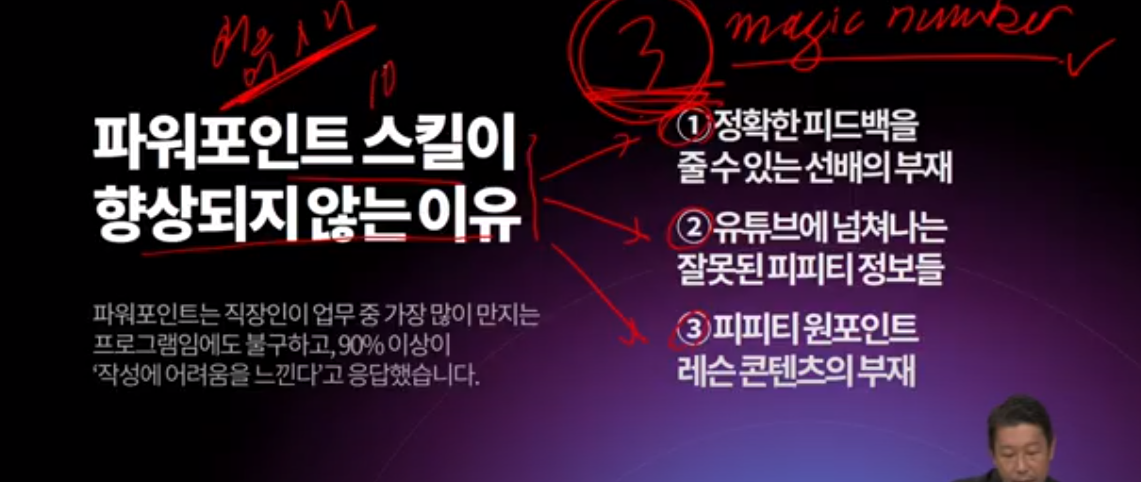 10
3
magic number
파워포인트 스킬이
향상되지 않는 이유
파워포인트는 직장인이 업무 중 가장 많이 만지는
프로그램임에도 불구하고, 90% 이상이
‘작성에 어려움을 느낀다’고 응답했습니다.
① 정확한 피드백을
줄 수 있는 선배의 부재
② 유튜브에 넘쳐나는
잘못된 피피티 정보들
③ 피피티 원포인트
레슨 콘텐츠의 부재